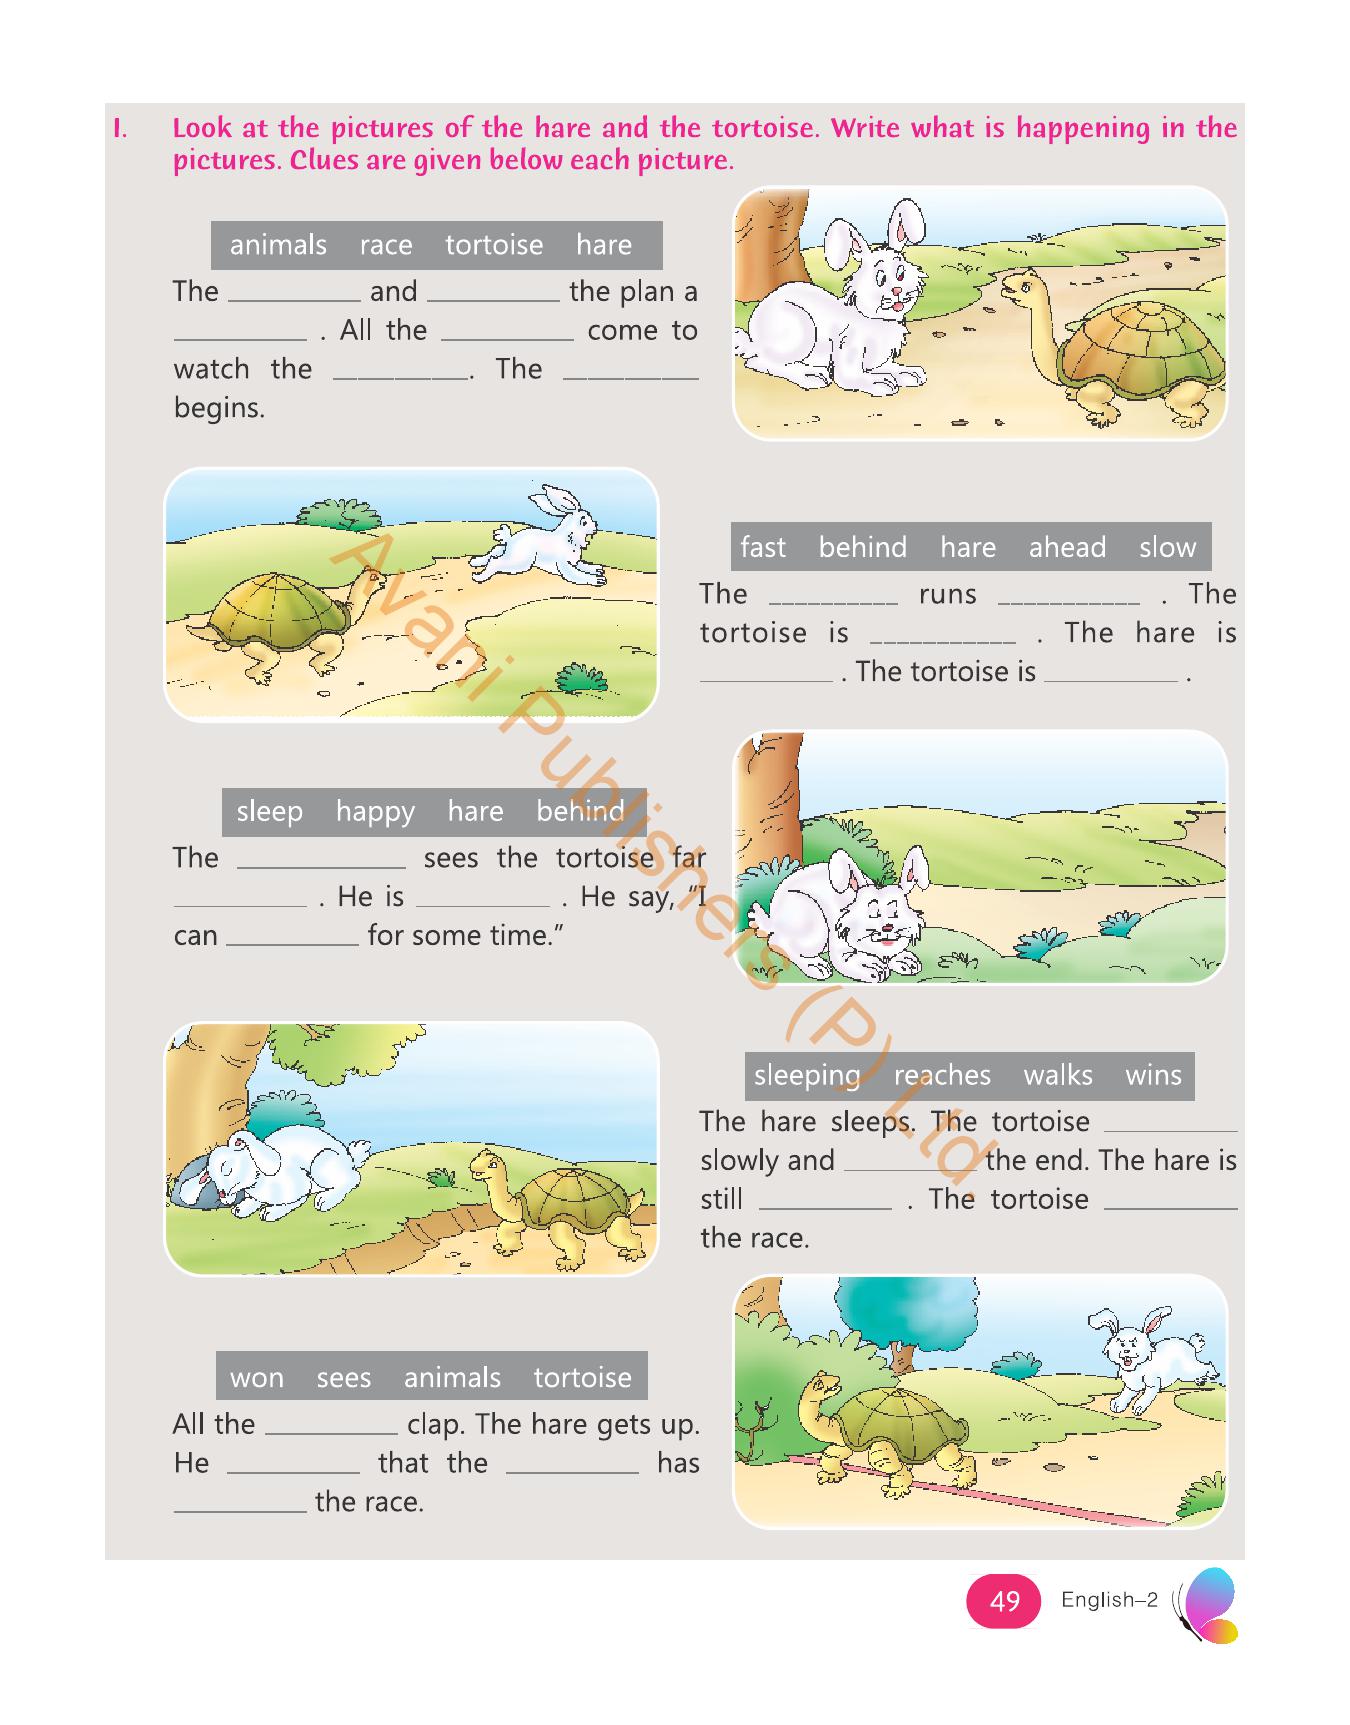 I. Look at the pictures of the hare and the tortoise. Write what is happening in the
pictures. Clues are given below each picture.
animals race tortoise hare
The __________ and __________ the plan a
__________ . All the __________ come to
watch the __________. The __________
begins.
fast behind hare ahead slow
The __________ runs ___________ . The
tortoise is ___________ . The hare is
__________ . The tortoise is __________ .
sleep happy hare behind
The _____________ sees the tortoise far
__________ . He is __________ . He say, “I
can __________ for some time.”
sleeping reaches walks wins
The hare sleeps. The tortoise __________
slowly and __________ the end. The hare is
still __________ . The tortoise __________
the race.
won sees animals tortoise
All the __________ clap. The hare gets up.
He __________ that the __________ has
__________ the race.
Avani Publishers (P) Ltd.
49 English–2